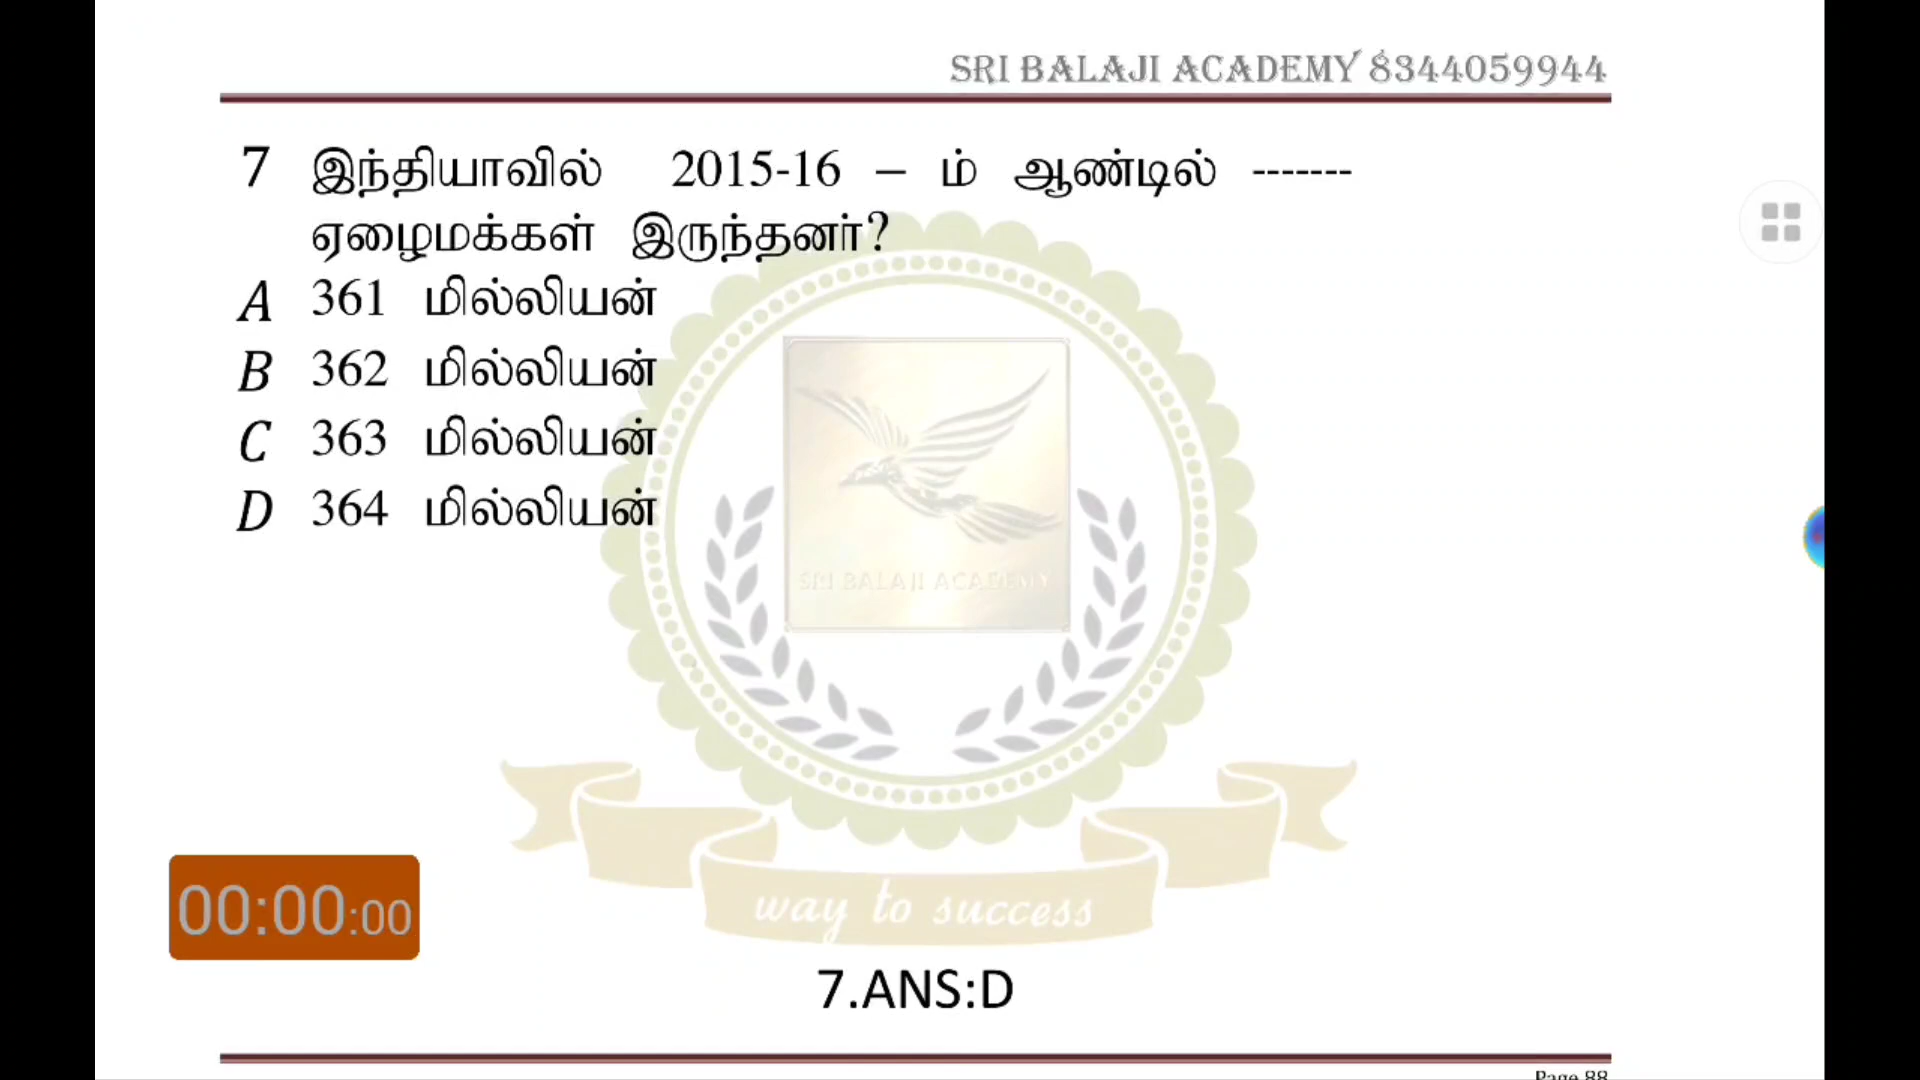 SRI BALAJI ACADEMY 8344059944
7 இந்தியாவில் 2015-16 – ம் ஆண்டில் -------
ஏழைமக்கள் இருந்தனர்?
A 361 மில்லியன்
B 362 மில்லியன்
C 363 மில்லியன்
D 364 மில்லியன்
SRI BALAJI ACADEMY
way to success
00:00:00
7.ANS:D
Page 88